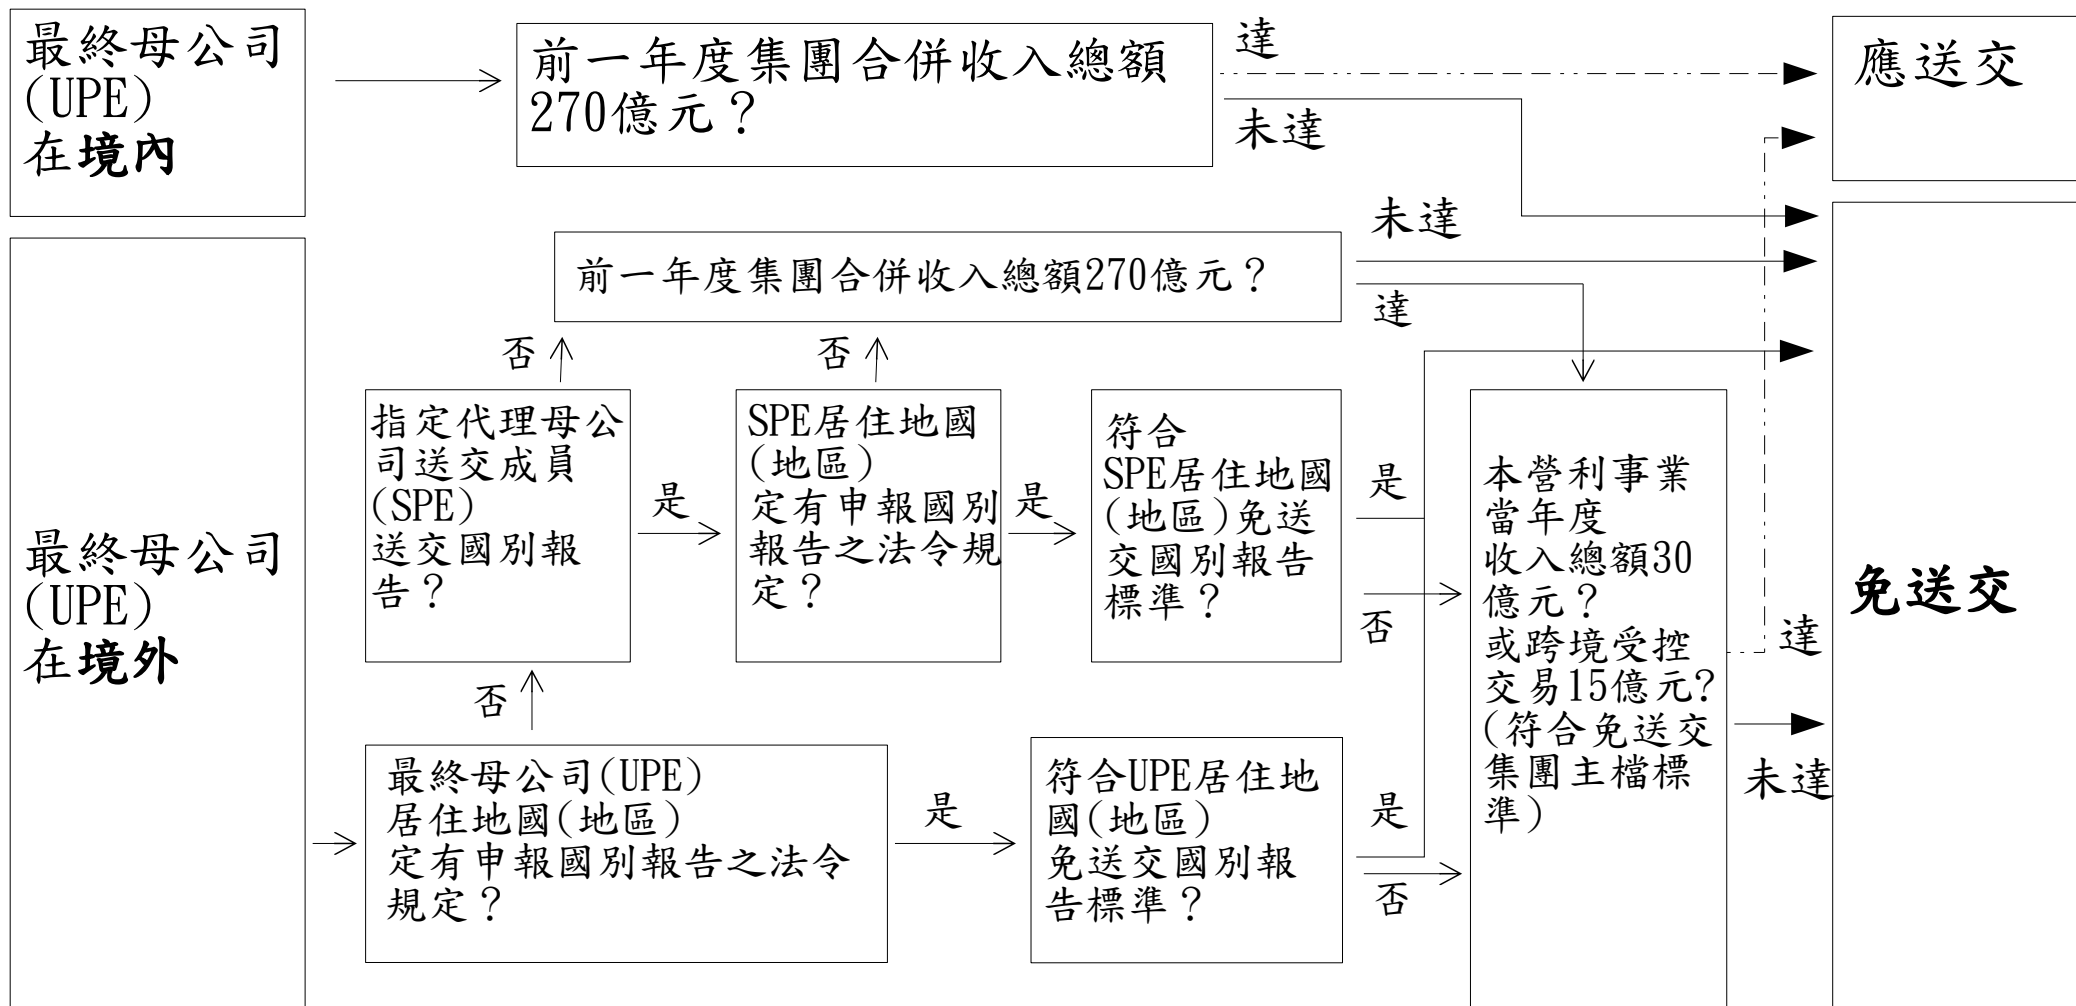 最終母公司
(UPE)
在境內
前一年度集團合併收入總額
270億元？
達
未達
應送交
最終母公司
(UPE)
在境外
前一年度集團合併收入總額270億元？
未達
達
否
否
指定代理母公
司送交成員
(SPE)
送交國別報
告？
是
SPE居住地國
(地區)
定有申報國別
報告之法令規
定？
是
符合
SPE居住地國
(地區)免送
交國別報告
標準？
是
否
否
最終母公司(UPE)
居住地國(地區)
定有申報國別報告之法令
規定？
是
符合UPE居住地
國(地區)
免送交國別報
告標準？
是
否
本營利事業
當年度
收入總額30
億元？
或跨境受控
交易15億元?
(符合免送交
集團主檔標
準)
達
未達
免送交